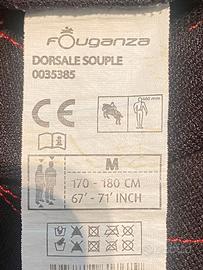 FOUGANZA
DORSALE SOUPLE
0035385
CE
M
170 - 180 CM
67' - 71' INCH